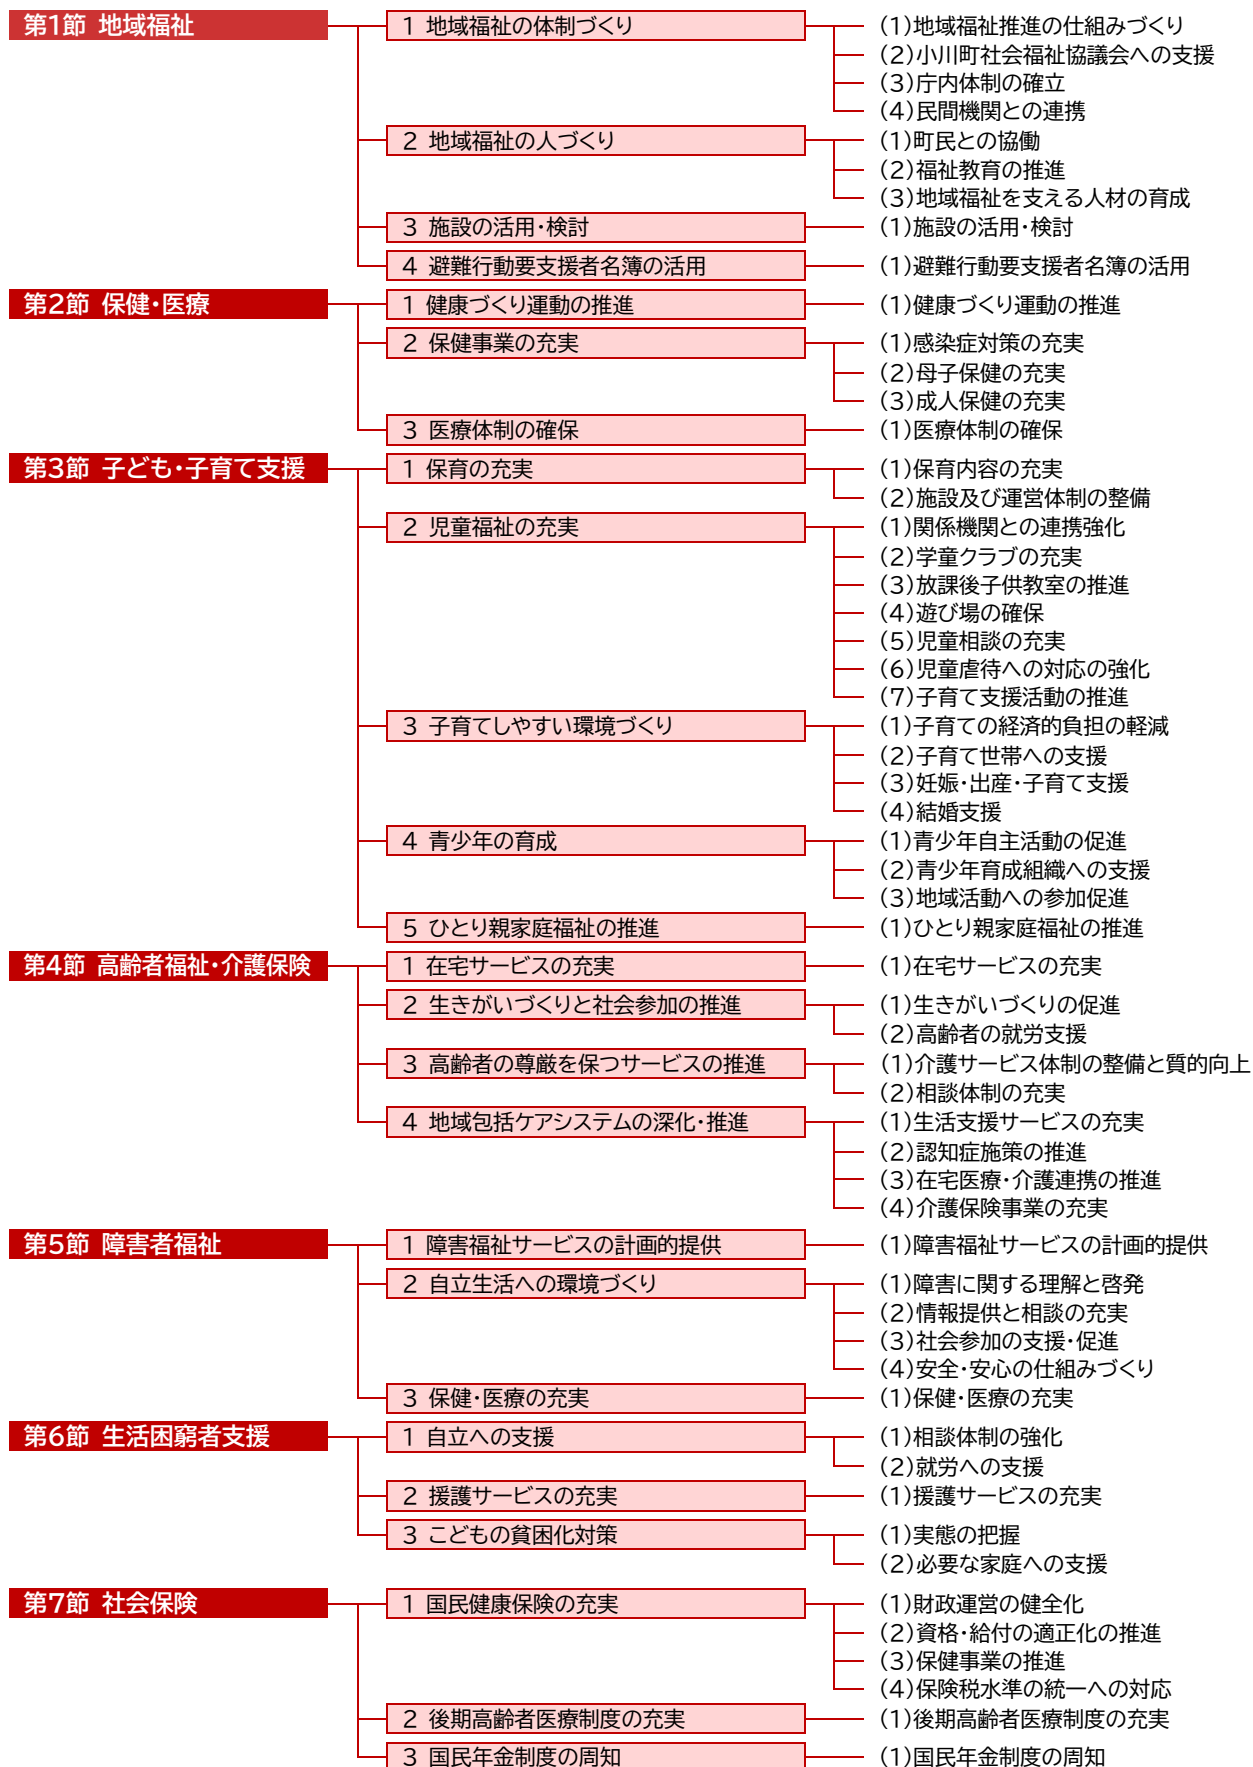 第1節 地域福祉
1 地域福祉の体制づくり
(1)地域福祉推進の仕組みづくり
(2)小川町社会福祉協議会への支援
(3)庁内体制の確立
(4)民間機関との連携
2 地域福祉の人づくり
(1)町民との協働
(2)福祉教育の推進
(3)地域福祉を支える人材の育成
3 施設の活用・検討
(1)施設の活用・検討
4 避難行動要支援者名簿の活用
(1)避難行動要支援者名簿の活用
第2節 保健・医療
1 健康づくり運動の推進
(1)健康づくり運動の推進
2 保健事業の充実
(1)感染症対策の充実
(2)母子保健の充実
(3)成人保健の充実
3 医療体制の確保
(1)医療体制の確保
第3節 子ども・子育て支援
1 保育の充実
(1)保育内容の充実
(2)施設及び運営体制の整備
2 児童福祉の充実
(1)関係機関との連携強化
(2)学童クラブの充実
(3)放課後子供教室の推進
(4)遊び場の確保
(5)児童相談の充実
(6)児童虐待への対応の強化
(7)子育て支援活動の推進
3 子育てしやすい環境づくり
(1)子育ての経済的負担の軽減
(2)子育て世帯への支援
(3)妊娠・出産・子育て支援
(4)結婚支援
4 青少年の育成
(1)青少年自主活動の促進
(2)青少年育成組織への支援
(3)地域活動への参加促進
5 ひとり親家庭福祉の推進
(1)ひとり親家庭福祉の推進
第4節 高齢者福祉・介護保険
1 在宅サービスの充実
(1)在宅サービスの充実
2 生きがいづくりと社会参加の推進
(1)生きがいづくりの促進
(2)高齢者の就労支援
3 高齢者の尊厳を保つサービスの推進
(1)介護サービス体制の整備と質的向上
(2)相談体制の充実
4 地域包括ケアシステムの深化・推進
(1)生活支援サービスの充実
(2)認知症施策の推進
(3)在宅医療・介護連携の推進
(4)介護保険事業の充実
第5節 障害者福祉
1 障害福祉サービスの計画的提供
(1)障害福祉サービスの計画的提供
2 自立生活への環境づくり
(1)障害に関する理解と啓発
(2)情報提供と相談の充実
(3)社会参加の支援・促進
(4)安全・安心の仕組みづくり
3 保健・医療の充実
(1)保健・医療の充実
第6節 生活困窮者支援
1 自立への支援
(1)相談体制の強化
(2)就労への支援
2 援護サービスの充実
(1)援護サービスの充実
3 こどもの貧困化対策
(1)実態の把握
(2)必要な家庭への支援
第7節 社会保険
1 国民健康保険の充実
(1)財政運営の健全化
(2)資格・給付の適正化の推進
(3)保健事業の推進
(4)保険税水準の統一への対応
2 後期高齢者医療制度の充実
(1)後期高齢者医療制度の充実
3 国民年金制度の周知
(1)国民年金制度の周知